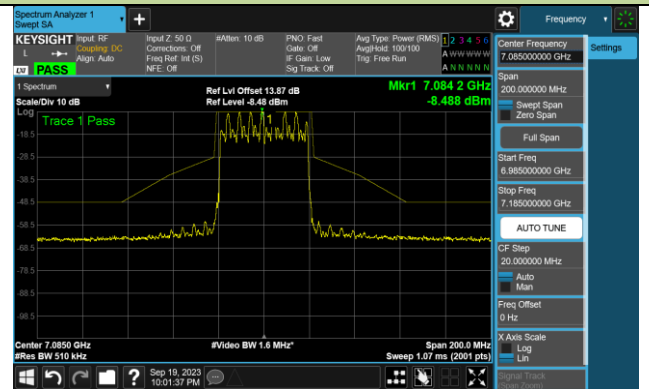 Spectrum Analyzer 1
Swept SA
Frequency
KEYSIGHT
Input: RF
Coupling: DC
Align: Auto
Input Z: 50 Ω
Corrections: Off
Freq Ref: Int (S)
NFE: Off
#Atten: 10 dB
PNO: Fast
Gate: Off
IF Gain: Low
Sig Track: Off
Avg Type: Power (RMS)
Avg|Hold: 100/100
Trig: Free Run
1 2 3 4 5 6
A W W W W W
A N N N N N
L
LXI
PASS
1 Spectrum
Scale/Div 10 dB
Ref Lvl Offset 13.87 dB
Ref Level -8.48 dBm
Mkr1 7.084 2 GHz
-8.488 dBm
Log
Trace 1 Pass
1
-18.5
-28.5
-38.5
-48.5
-58.5
-68.5
-78.5
-88.5
-98.5
Center 7.0850 GHz
#Res BW 510 kHz
#Video BW 1.6 MHz*
Span 200.0 MHz
Sweep 1.07 ms (2001 pts)
Sep 19, 2023
10:01:37 PM
Center Frequency
7.085000000 GHz
Settings
Span
200.000000 MHz
Swept Span
Zero Span
Full Span
Start Freq
6.985000000 GHz
Stop Freq
7.185000000 GHz
AUTO TUNE
CF Step
20.000000 MHz
Auto
Man
Freq Offset
0 Hz
X Axis Scale
Log
Lin
Signal Track
(Span Zoom)